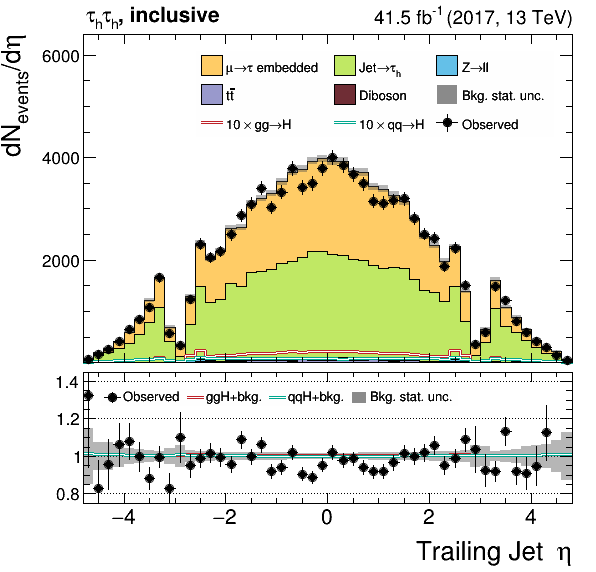 τhτh, inclusive 41.5 fb-1 (2017, 13 TeV)
dNevents/dη
6000
4000
2000
μ→τ embedded Jet→τh Z→ll
tt̄ Diboson Bkg. stat. unc.
10 × gg→H 10 × qq→H Observed
1.4
1.2
1
0.8
Observed ggH+bkg. qqH+bkg. Bkg. stat. unc.
−4 −2 0 2 4
Trailing Jet η